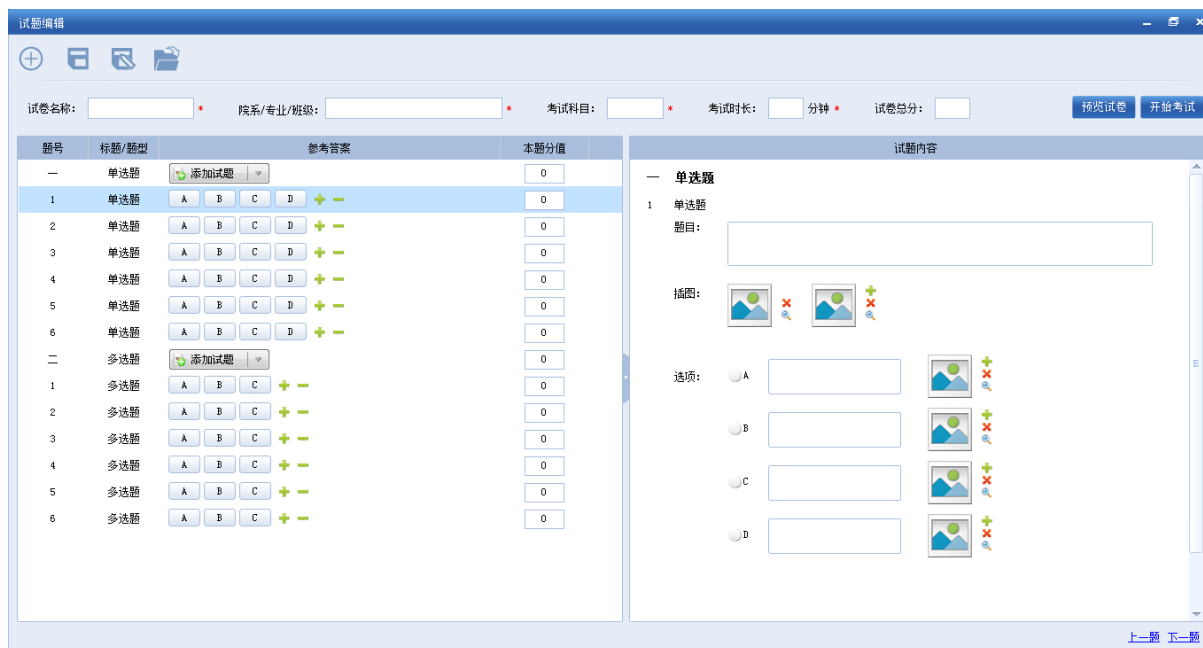 试题编辑
试卷名称： * 院系/专业/班级： * 考试科目： * 考试时长： 分钟 * 试卷总分： 预览试卷 开始考试
题号 标题/题型 参考答案 本题分值
一 单选题 添加试题 0
1 单选题 A B C D 0
2 单选题 A B C D 0
3 单选题 A B C D 0
4 单选题 A B C D 0
5 单选题 A B C D 0
6 单选题 A B C D 0
二 多选题 添加试题 0
1 多选题 A B C 0
2 多选题 A B C 0
3 多选题 A B C 0
4 多选题 A B C 0
5 多选题 A B C 0
6 多选题 A B C 0
试题内容
一 单选题
1 单选题
题目：
插图：
选项： A
B
C
D
上一题 下一题